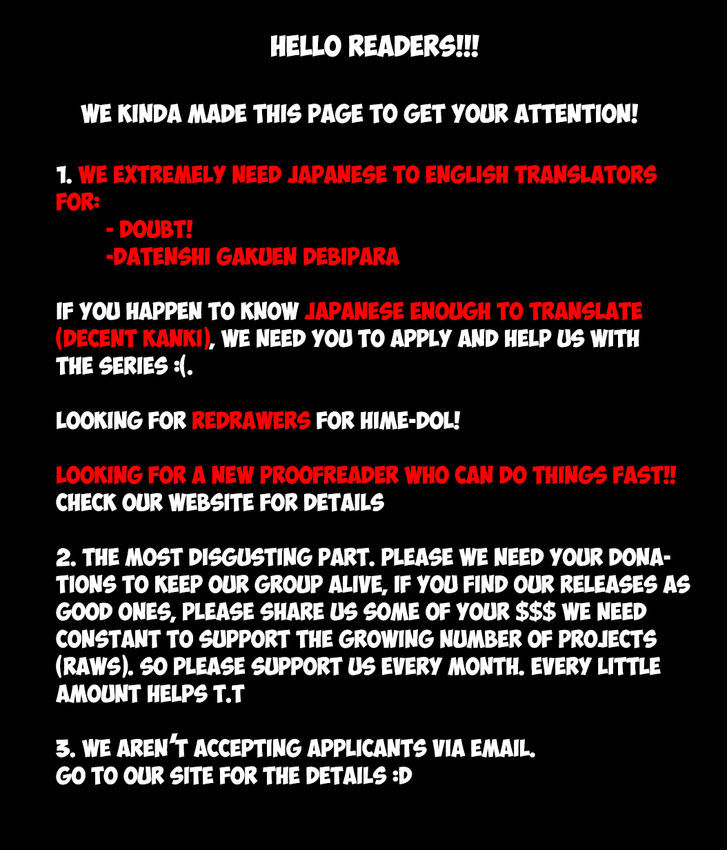 HELLO READERS!!!
WE KINDA MADE THIS PAGE TO GET YOUR ATTENTION!
1. WE EXTREMELY NEED JAPANESE TO ENGLISH TRANSLATORS
FOR:
- DOUBT!
-DATENSHI GAKUEN DEBIPARA
IF YOU HAPPEN TO KNOW JAPANESE ENOUGH TO TRANSLATE
(DECENT KANKI), WE NEED YOU TO APPLY AND HELP US WITH
THE SERIES :(.
LOOKING FOR REDRAWERS FOR HIME-DOL!
LOOKING FOR A NEW PROOFREADER WHO CAN DO THINGS FAST!!
CHECK OUR WEBSITE FOR DETAILS
2. THE MOST DISGUSTING PART. PLEASE WE NEED YOUR DONA-
TIONS TO KEEP OUR GROUP ALIVE, IF YOU FIND OUR RELEASES AS
GOOD ONES, PLEASE SHARE US SOME OF YOUR $$$ WE NEED
CONSTANT TO SUPPORT THE GROWING NUMBER OF PROJECTS
(RAWS). SO PLEASE SUPPORT US EVERY MONTH. EVERY LITTLE
AMOUNT HELPS T.T
3. WE AREN'T ACCEPTING APPLICANTS VIA EMAIL.
GO TO OUR SITE FOR THE DETAILS :D